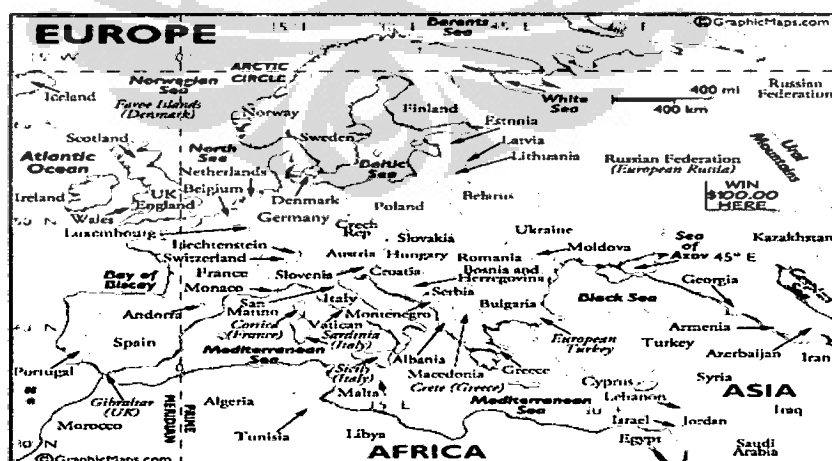 EUROPE
Barents
Sea
© GraphicMaps.com
15
45
E
W
ARCTIC
CIRCLE
Norwegian
Sea
Iceland
Faroe Islands
(Denmark)
400 mi
400 km
Russian
Federation
White
Sea
Norway
Finland
Sweden
Estonia
Latvia
Lithuania
Scotland
North
Sea
Baltic
Sea
Atlantic
Ocean
Netherlands
Belgium
Russian Federation
(European Russia)
Ural
Mountains
Ireland
UK
England
Wales
Denmark
Germany
Poland
Belarus
WIN
$100.00
HERE
Luxembourg
Czech
Rep
Slovakia
Ukraine
Moldova
Sea
of
Azov
45° E
Kazakhstan
Liechtenstein
Switzerland
Austria
Hungary
Romania
France
Slovenia
Croatia
Bosnia and
Herregovina
Bay of
Biscay
Monaco
Serbia
Georgia
Andorra
San
Marino
Italy
Montenegro
Bulgaria
Black Sea
Corsica
(France)
Vatican
Sardinia
(Italy)
Spain
Mediterranean
Sea
European
Turkey
Armenia
Turkey
Azerbaijan
Iran
Portugal
Sicily
(Italy)
Albania
Macedonia
Greece
Crete (Greece)
Cyprus
Syria
ASIA
Gibraltar
(UK)
Malta
Mediterranean
Sea
Lebanon
Iraq
Algeria
PRIME
MERIDIAN
Morocco
Israel
Jordan
Tunisia
Libya
AFRICA
Egypt
Saudi
Arabia
30
N
©GraphicMaps.com